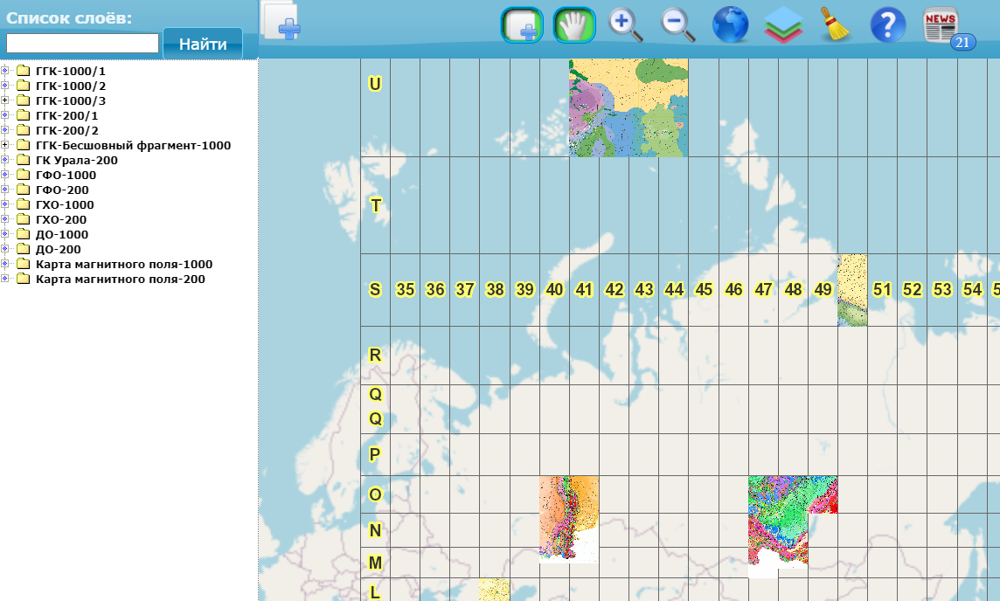 Список слоёв:
Найти
NEWS
21
ГГК-1000/1
ГГК-1000/2
ГГК-1000/3
ГГК-200/1
ГГК-200/2
ГГК-Бесшовный фрагмент-1000
ГК Урала-200
ГФО-1000
ГФО-200
ГХО-1000
ГХО-200
ДО-1000
ДО-200
Карта магнитного поля-1000
Карта магнитного поля-200
U
T
S 35 36 37 38 39 40 41 42 43 44 45 46 47 48 49 51 52 53 54 5
R
Q
Q
P
O
N
M
L